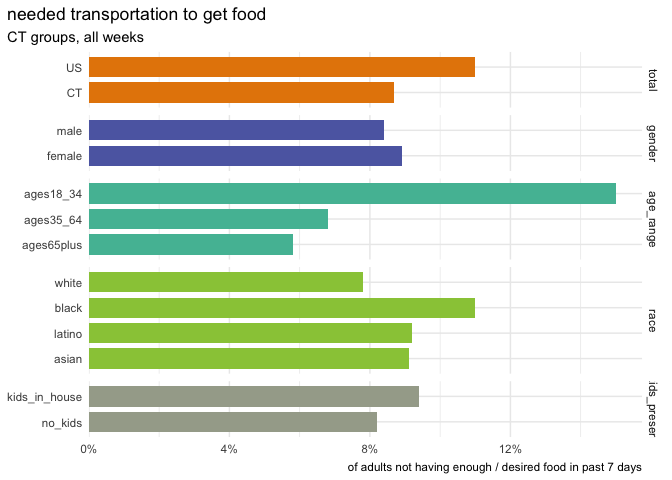 needed transportation to get food
CT groups, all weeks
US
CT
total
male
female
gender
ages18_34
ages35_64
ages65plus
age_range
white
black
latino
asian
race
kids_in_house
no_kids
ids_preser
0%
4%
8%
12%
of adults not having enough / desired food in past 7 days